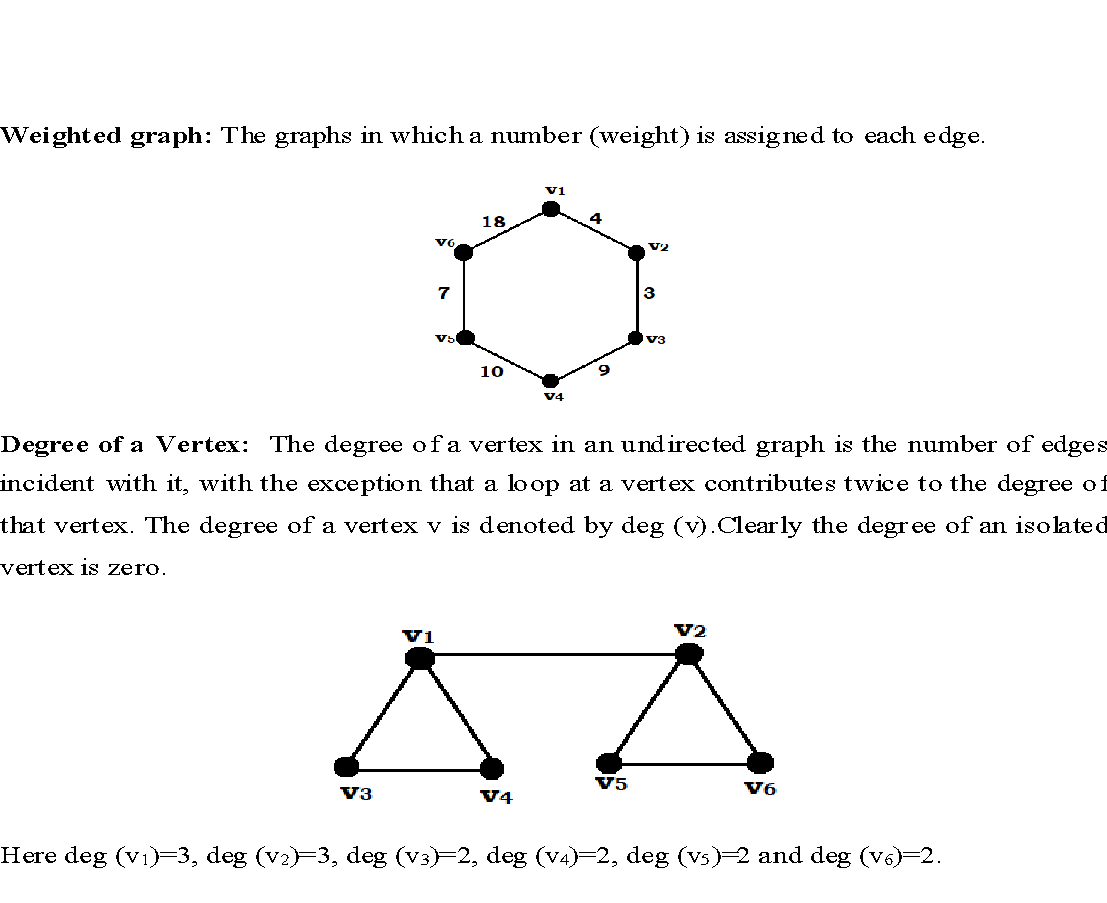 Weighted graph: The graphs in which a number (weight) is assigned to each edge.
v1
18
4
v6
v2
7
3
v5
v3
10
9
v4
Degree of a Vertex: The degree of a vertex in an undirected graph is the number of edges
incident with it, with the exception that a loop at a vertex contributes twice to the degree of
that vertex. The degree of a vertex v is denoted by deg (v).Clearly the degree of an isolated
vertex is zero.
v1
v2
v3
v4
v5
v6
Here deg (v₁)=3, deg (v₂)=3, deg (v₃)=2, deg (v₄)=2, deg (v₅)=2 and deg (v₆)=2.